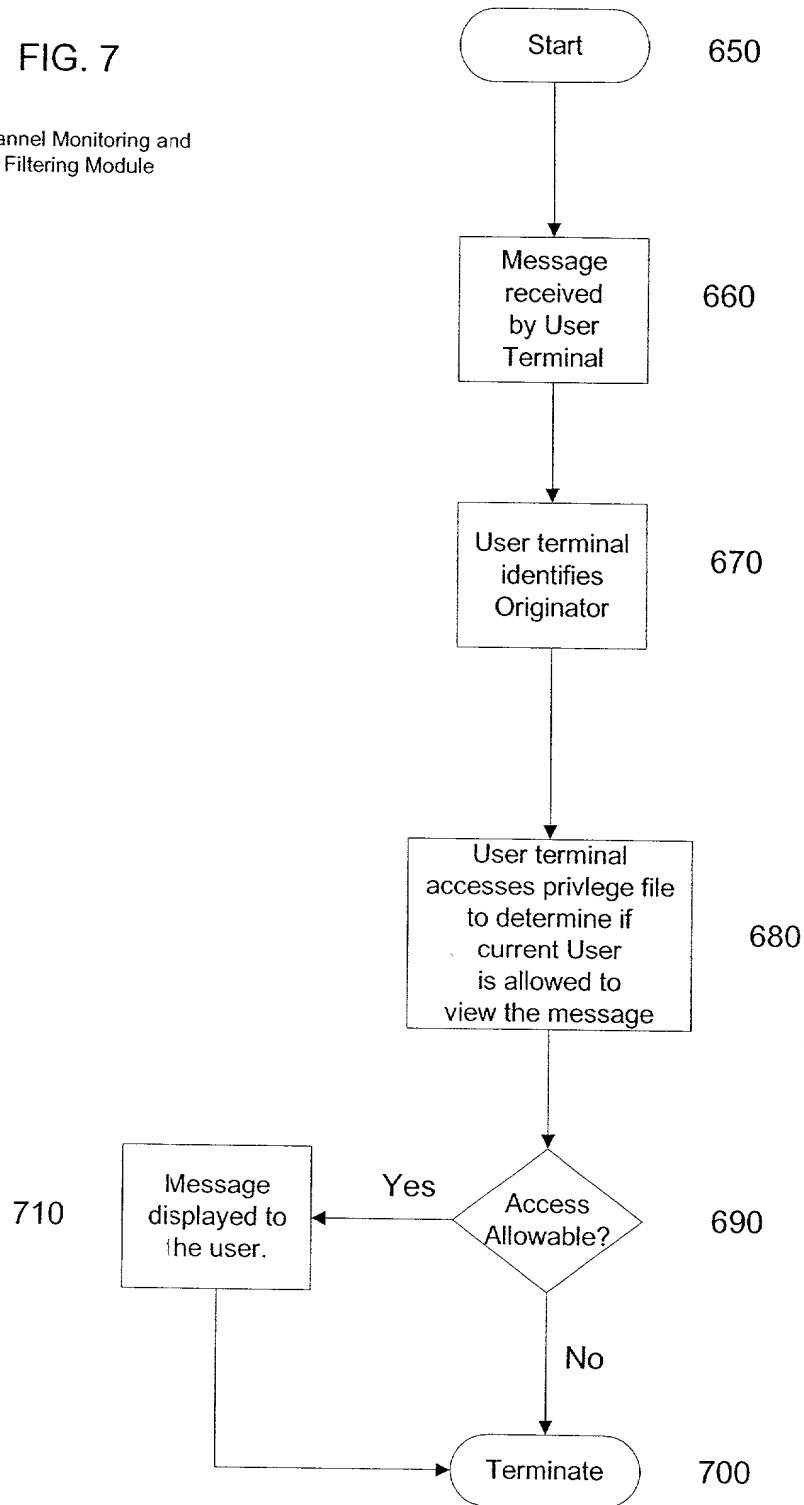 FIG. 7
annel Monitoring and
Filtering Module
Start
650
Message
received
by User
Terminal
660
User terminal
identifies
Originator
670
User terminal
accesses privlege file
to determine if
current User
is allowed to
view the message
680
Access
Allowable?
690
Yes
Message
displayed to
the user.
710
No
Terminate
700